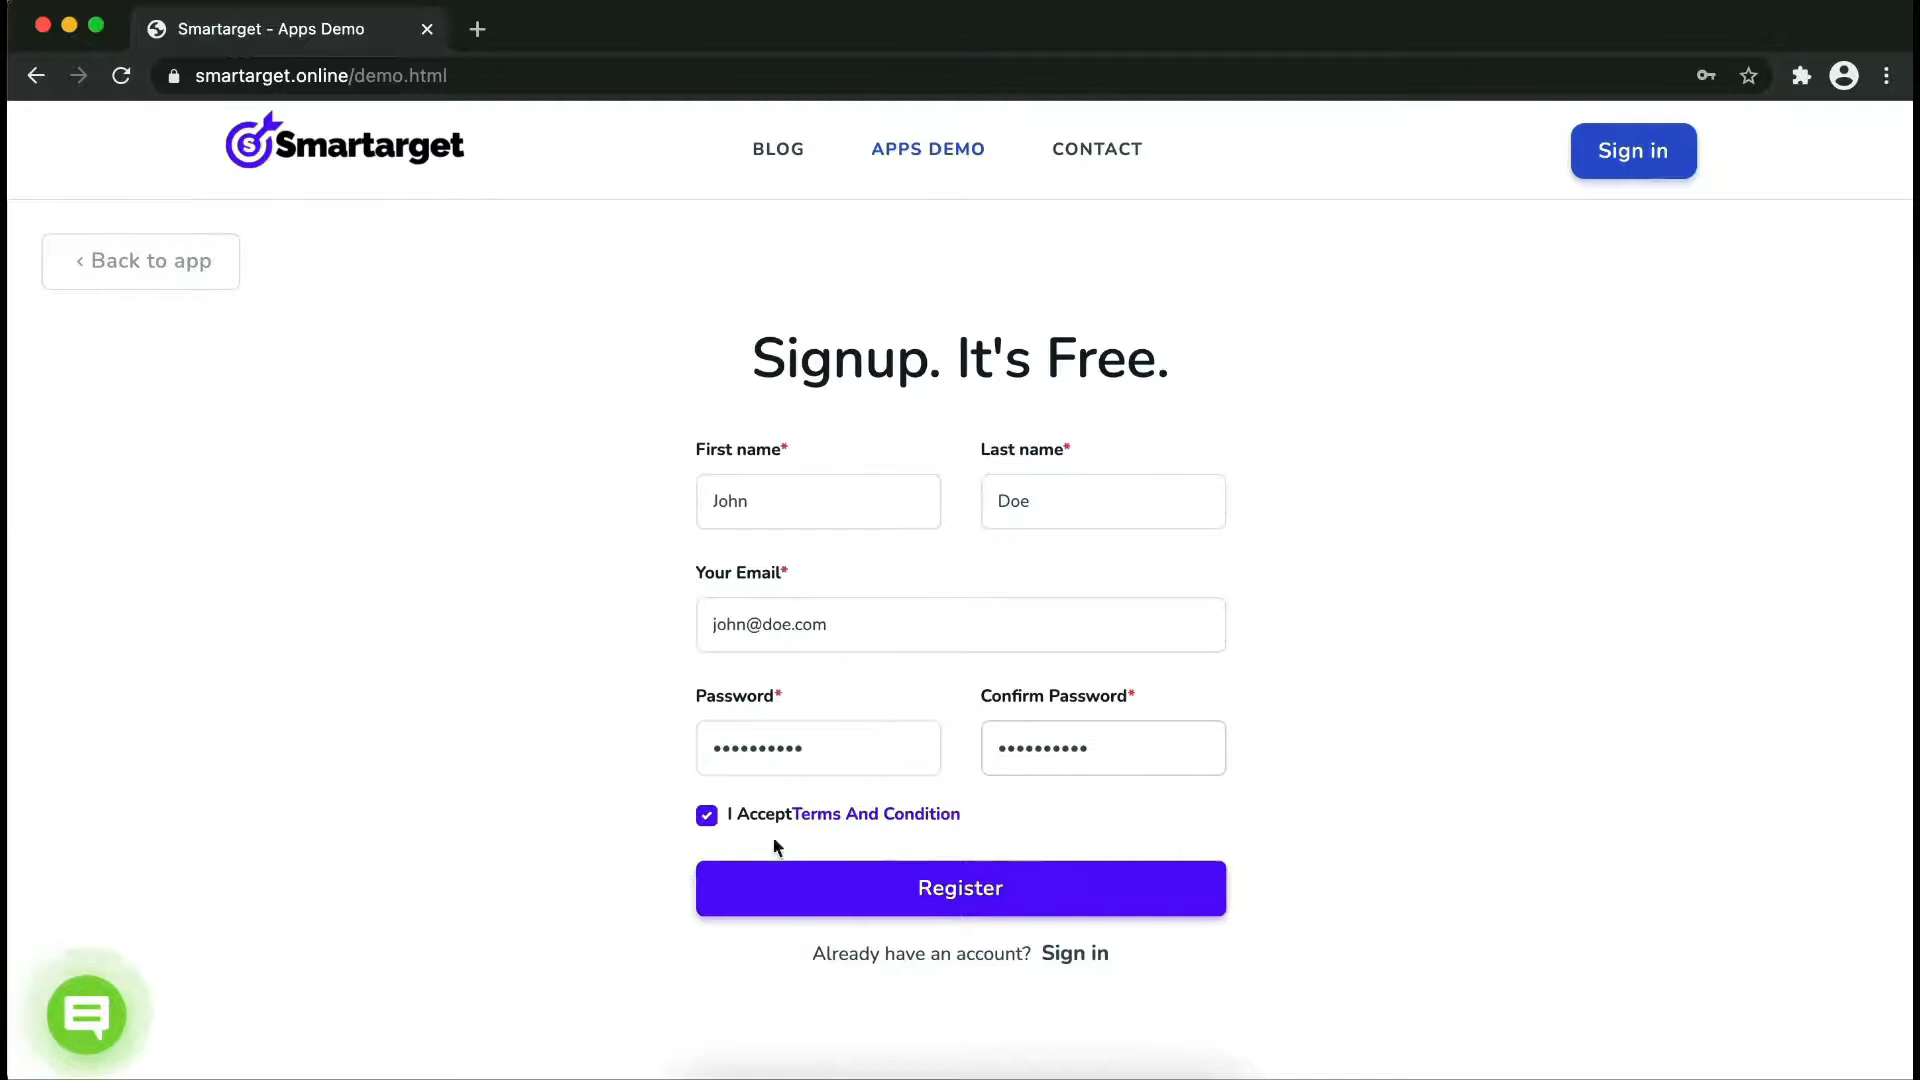 Smartarget - Apps Demo
smartarget.online/demo.html
Smartarget
BLOG
APPS DEMO
CONTACT
Sign in
‹ Back to app
Signup. It's Free.
First name*
Last name*
John
Doe
Your Email*
john@doe.com
Password*
Confirm Password*
••••••••••
••••••••••
I AcceptTerms And Condition
Register
Already have an account? Sign in